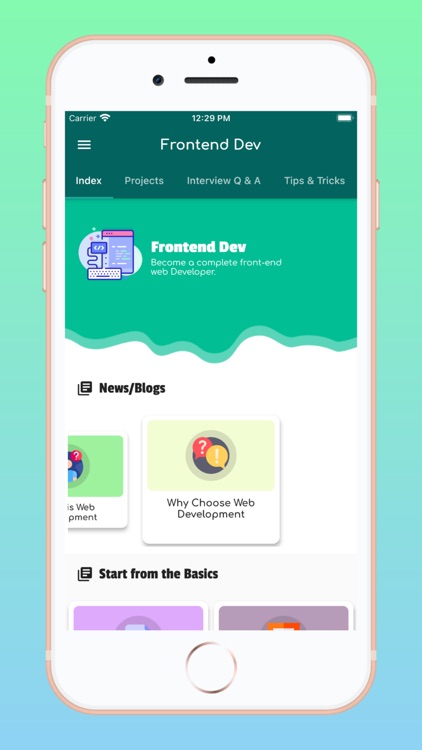 Carrier 12:29 PM
Frontend Dev
Index Projects Interview Q & A Tips & Tricks
Frontend Dev
Become a complete front-end
web Developer.
News/Blogs
is Web
Why Choose Web
Development
Start from the Basics